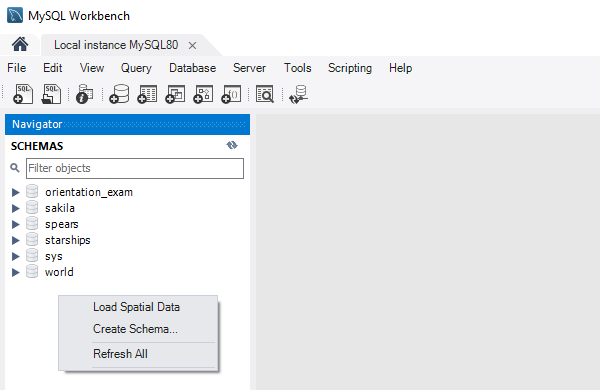 MySQL Workbench
Local instance MySQL80
File Edit View Query Database Server Tools Scripting Help
SQL SQL
Navigator
SCHEMAS
Filter objects
orientation_exam
sakila
spears
starships
sys
world
Load Spatial Data
Create Schema...
Refresh All